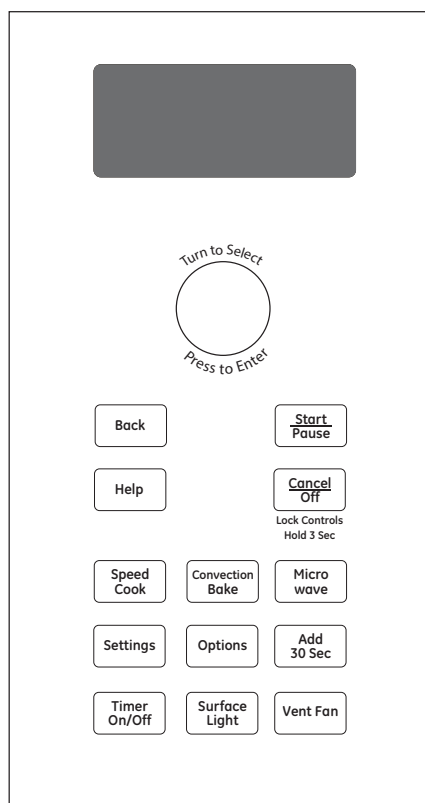 Turn to Select
Press to Enter
Back
Start
Pause
Help
Cancel
Off
Lock Controls
Hold 3 Sec
Speed
Cook
Convection
Bake
Micro
wave
Settings
Options
Add
30 Sec
Timer
On/Off
Surface
Light
Vent Fan